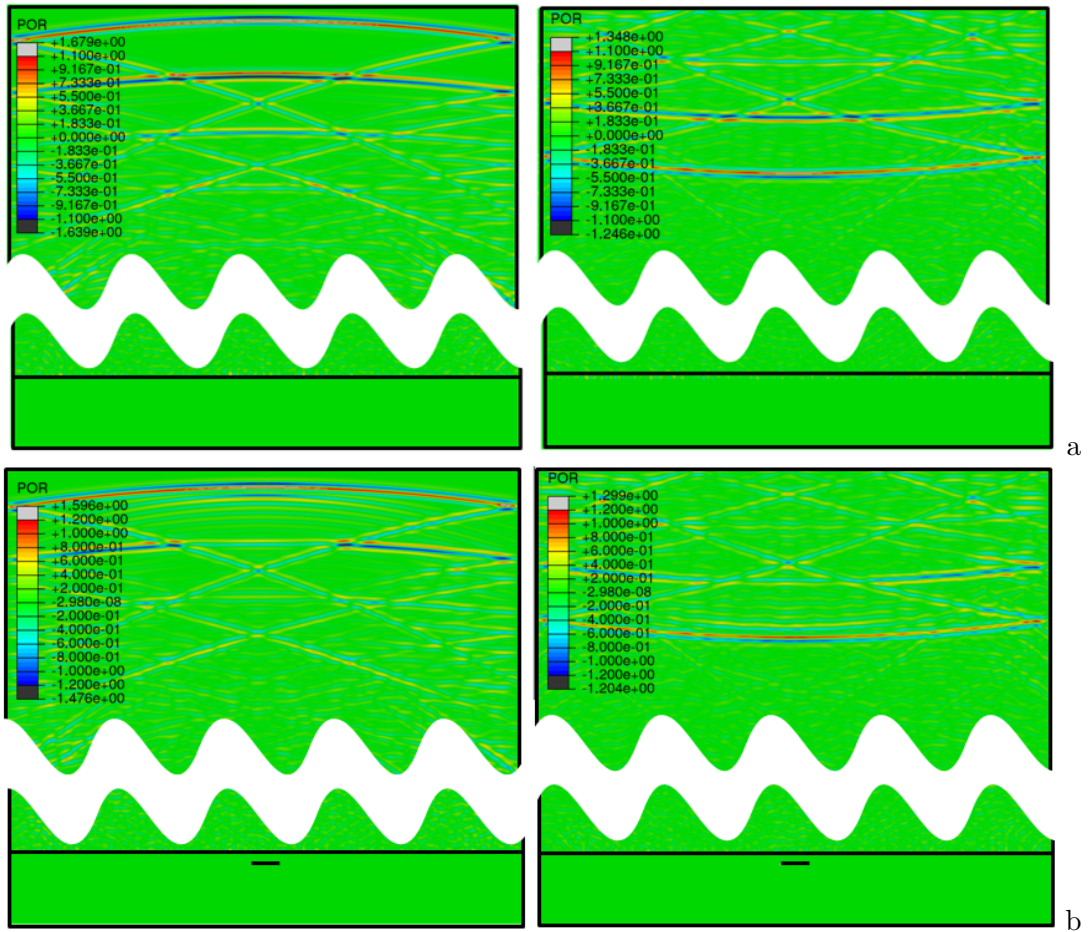 POR
+1.679e+00
+1.100e+00
+9.167e-01
+7.333e-01
+5.500e-01
+3.667e-01
+1.833e-01
+0.000e+00
-1.833e-01
-3.667e-01
-5.500e-01
-7.333e-01
-9.167e-01
-1.100e+00
-1.639e+00
POR
+1.348e+00
+1.100e+00
+9.167e-01
+7.333e-01
+5.500e-01
+3.667e-01
+1.833e-01
+0.000e+00
-1.833e-01
-3.667e-01
-5.500e-01
-7.333e-01
-9.167e-01
-1.100e+00
-1.246e+00
a
POR
+1.596e+00
+1.200e+00
+1.000e+00
+8.000e-01
+6.000e-01
+4.000e-01
+2.000e-01
-2.980e-08
-2.000e-01
-4.000e-01
-6.000e-01
-8.000e-01
-1.000e+00
-1.200e+00
-1.476e+00
POR
+1.299e+00
+1.200e+00
+1.000e+00
+8.000e-01
+6.000e-01
+4.000e-01
+2.000e-01
-2.980e-08
-2.000e-01
-4.000e-01
-6.000e-01
-8.000e-01
-1.000e+00
-1.200e+00
-1.204e+00
b